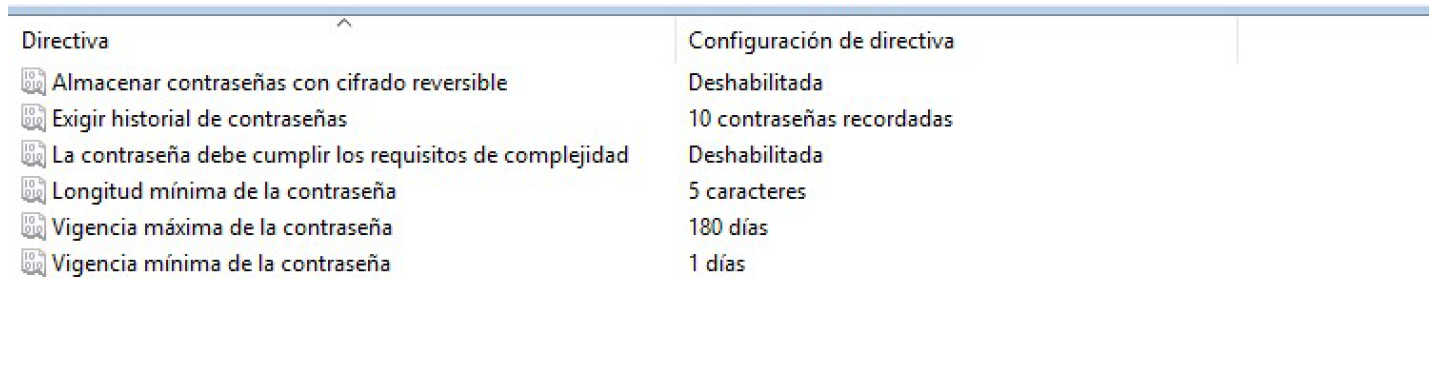 Directiva Configuración de directiva
Almacenar contraseñas con cifrado reversible Deshabilitada
Exigir historial de contraseñas 10 contraseñas recordadas
La contraseña debe cumplir los requisitos de complejidad Deshabilitada
Longitud mínima de la contraseña 5 caracteres
Vigencia máxima de la contraseña 180 días
Vigencia mínima de la contraseña 1 días